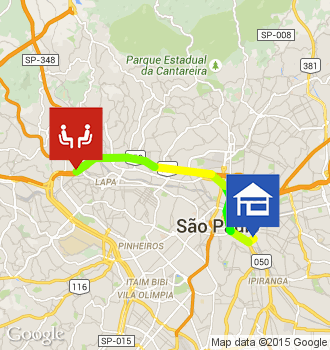 SP-008
Parque Estadual
da Cantareira
SP-348
381
LAPA
São P
PINHEIROS
050
ITAIM BIBI
VILA OLÍMPIA
IPIRANGA
116
Google
SP-015
Map data ©2015 Google